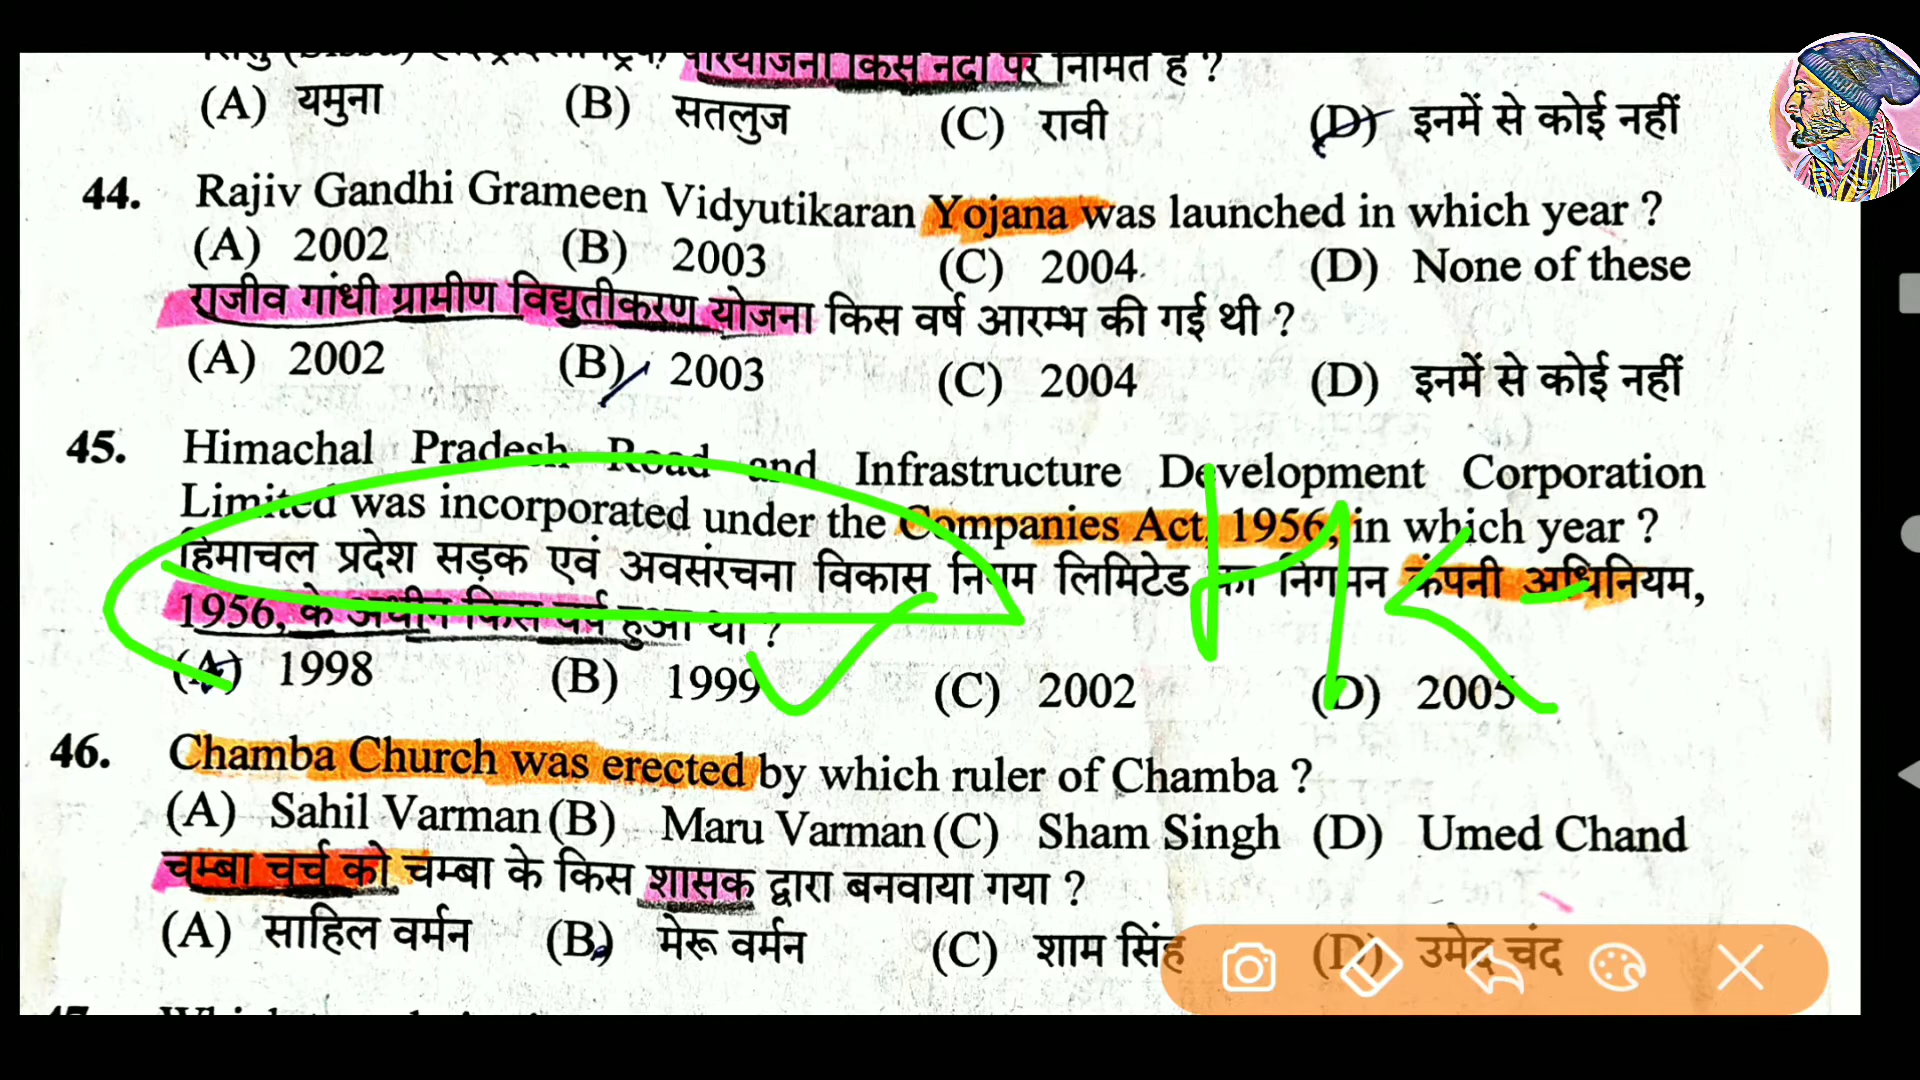 परियोजना किस नदी पर निर्मित है ?
(A) यमुना (B) सतलुज (C) रावी (D) इनमें से कोई नहीं
44. Rajiv Gandhi Grameen Vidyutikaran Yojana was launched in which year ?
(A) 2002 (B) 2003 (C) 2004 (D) None of these
राजीव गांधी ग्रामीण विद्युतीकरण योजना किस वर्ष आरम्भ की गई थी ?
(A) 2002 (B) 2003 (C) 2004 (D) इनमें से कोई नहीं
45. Himachal Pradesh Road and Infrastructure Development Corporation
Limited was incorporated under the Companies Act, 1956, in which year ?
हिमाचल प्रदेश सड़क एवं अवसंरचना विकास निगम लिमिटेड का निगमन कंपनी अधिनियम,
1956, के अधीन किस वर्ष हुआ था ?
(A) 1998 (B) 1999 (C) 2002 (D) 2005
46. Chamba Church was erected by which ruler of Chamba ?
(A) Sahil Varman (B) Maru Varman (C) Sham Singh (D) Umed Chand
चम्बा चर्च को चम्बा के किस शासक द्वारा बनवाया गया ?
(A) साहिल वर्मन (B) मेरू वर्मन (C) शाम सिंह (D) उमेद चंद